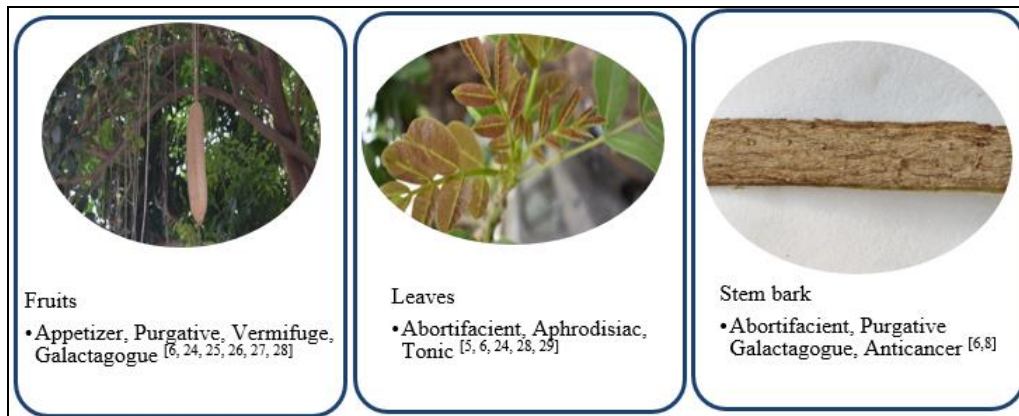 Fruits
•Appetizer, Purgative, Vermifuge,
Galactagogue [6, 24, 25, 26, 27, 28]
Leaves
•Abortifacient, Aphrodisiac,
Tonic [5, 6, 24, 28, 29]
Stem bark
•Abortifacient, Purgative
Galactagogue, Anticancer [6,8]